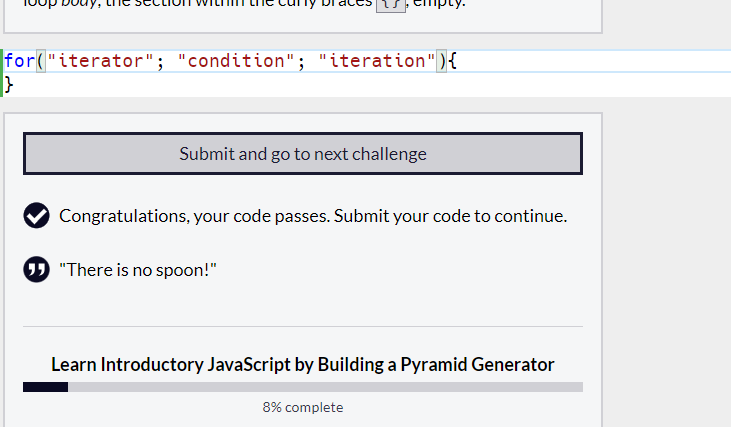 loop body, the section within the curly braces {}, empty.
for("iterator"; "condition"; "iteration"){
}
Submit and go to next challenge
Congratulations, your code passes. Submit your code to continue.
"There is no spoon!"
Learn Introductory JavaScript by Building a Pyramid Generator
8% complete